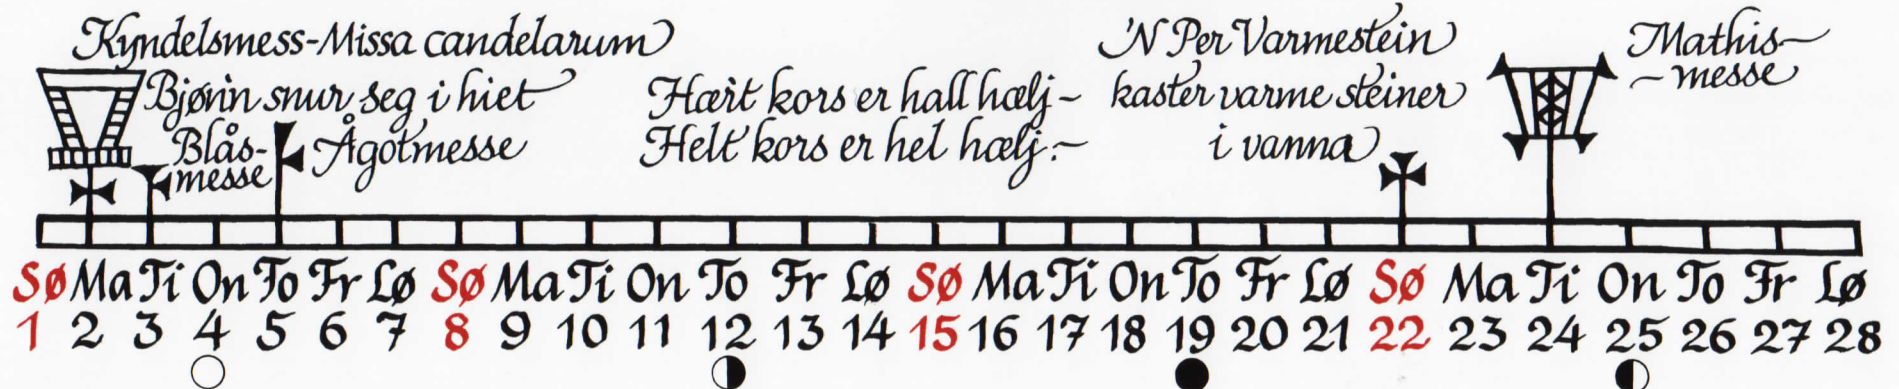 Kyndelsmess-Missa candelarum
Bjønn snur seg i hiet
Blås-
messe
Ågotmesse
Hært kors er hall hælj -
Helt kors er hel hælj :-
'N Per Varmestein
kaster varme steiner
i vanna
Mathis-
- messe
Sø Ma Ti On To Fr Lø Sø Ma Ti On To Fr Lø Sø Ma Ti On To Fr Lø Sø Ma Ti On To Fr Lø
1 2 3 4 5 6 7 8 9 10 11 12 13 14 15 16 17 18 19 20 21 22 23 24 25 26 27 28